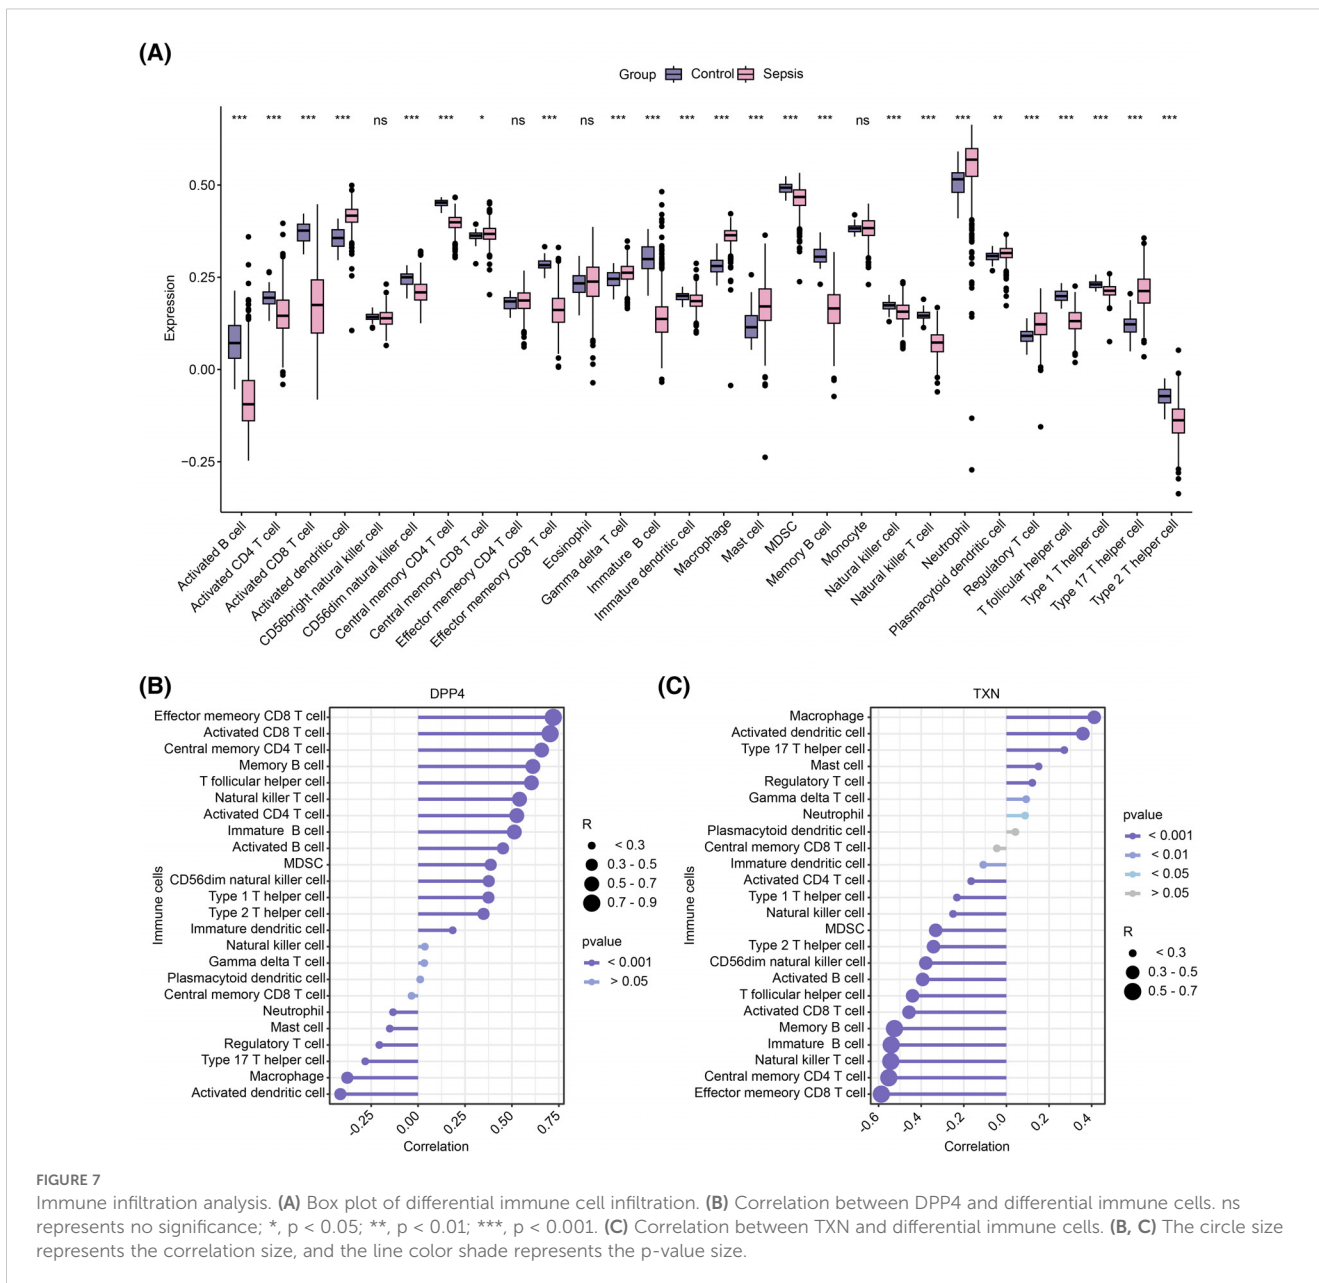 (A)
Group Control Sepsis
*** *** *** *** ns *** *** * ns *** ns *** *** *** *** *** *** *** ns *** *** *** ** *** *** *** *** ***
0.50
0.25
0.00
−0.25
Expression
Activated B cell
Activated CD4 T cell
Activated CD8 T cell
Activated dendritic cell
CD56bright natural killer cell
CD56dim natural killer cell
Central memory CD4 T cell
Central memory CD8 T cell
Effector memeory CD4 T cell
Effector memeory CD8 T cell
Eosinophil
Gamma delta T cell
Immature B cell
Immature dendritic cell
Macrophage
Mast cell
MDSC
Memory B cell
Monocyte
Natural killer cell
Natural killer T cell
Neutrophil
Plasmacytoid dendritic cell
Regulatory T cell
T follicular helper cell
Type 1 T helper cell
Type 17 T helper cell
Type 2 T helper cell
(B)
DPP4
Immune cells
Effector memeory CD8 T cell
Activated CD8 T cell
Central memory CD4 T cell
Memory B cell
T follicular helper cell
Natural killer T cell
Activated CD4 T cell
Immature B cell
Activated B cell
MDSC
CD56dim natural killer cell
Type 1 T helper cell
Type 2 T helper cell
Immature dendritic cell
Natural killer cell
Gamma delta T cell
Plasmacytoid dendritic cell
Central memory CD8 T cell
Neutrophil
Mast cell
Regulatory T cell
Type 17 T helper cell
Macrophage
Activated dendritic cell
-0.25 0.00 0.25 0.50 0.75
Correlation
R
< 0.3
0.3 - 0.5
0.5 - 0.7
0.7 - 0.9
pvalue
< 0.001
> 0.05
(C)
TXN
Immune cells
Macrophage
Activated dendritic cell
Type 17 T helper cell
Mast cell
Regulatory T cell
Gamma delta T cell
Neutrophil
Plasmacytoid dendritic cell
Central memory CD8 T cell
Immature dendritic cell
Activated CD4 T cell
Type 1 T helper cell
Natural killer cell
MDSC
Type 2 T helper cell
CD56dim natural killer cell
Activated B cell
T follicular helper cell
Activated CD8 T cell
Memory B cell
Immature B cell
Natural killer T cell
Central memory CD4 T cell
Effector memeory CD8 T cell
-0.6 -0.4 -0.2 0.0 0.2 0.4
Correlation
pvalue
< 0.001
< 0.01
< 0.05
> 0.05
R
< 0.3
0.3 - 0.5
0.5 - 0.7
FIGURE 7
Immune infiltration analysis. (A) Box plot of differential immune cell infiltration. (B) Correlation between DPP4 and differential immune cells. ns
represents no significance; *, p < 0.05; **, p < 0.01; ***, p < 0.001. (C) Correlation between TXN and differential immune cells. (B, C) The circle size
represents the correlation size, and the line color shade represents the p-value size.